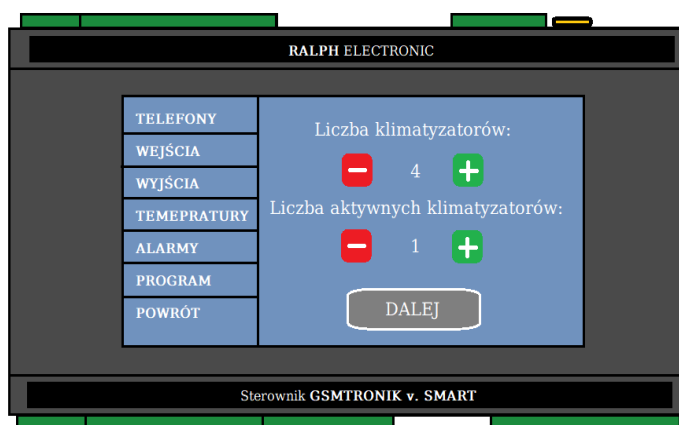 RALPH ELECTRONIC
TELEFONY
WEJŚCIA
WYJŚCIA
TEMEPRATURY
ALARMY
PROGRAM
POWRÓT
Liczba klimatyzatorów:
4
Liczba aktywnych klimatyzatorów:
1
DALEJ
Sterownik GSMTRONIK v. SMART